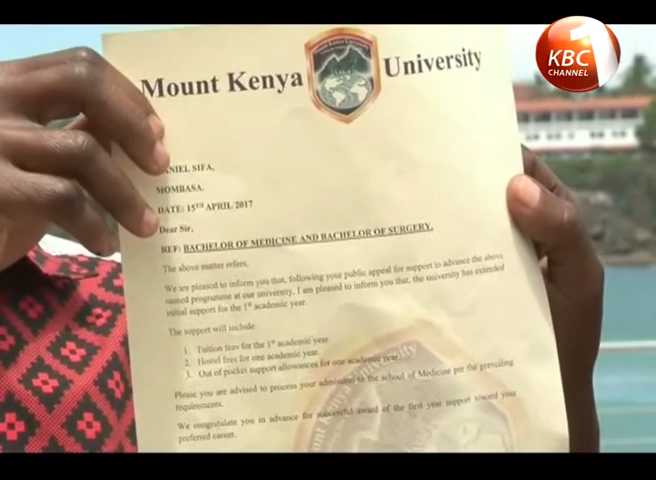 KBC
CHANNEL
1
Mount Kenya University
NIEL SIFA,
MOMBASA.
DATE: 15TH APRIL 2017
Dear Sir,
REF: BACHELOR OF MEDICINE AND BACHELOR OF SURGERY.
The above matter refers,
We are pleased to inform you that, following your public appeal for support to advance the above
named programme at our university, I am pleased to inform you that, the university has extended
initial support for the 1st academic year.
The support will include:
1. Tuition fees for the 1st academic year
2. Hostel fees for one academic year.
3. Out of pocket support allowances for one academic year.
Please you are advised to process your admission to the school of Medicine per the prevailing
requirements.
We congratulate you in advance for successful award of the first year support toward your
preferred career.
MOUNT KENYA